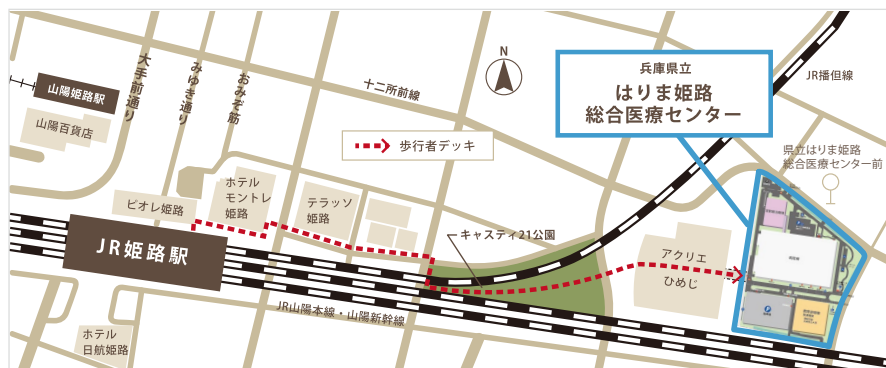 兵庫県立
はりま姫路
総合医療センター
N
JR播但線
大手前通り
みゆき通り
おみぞ筋
十二所前線
山陽姫路駅
山陽百貨店
歩行者デッキ
県立はりま姫路
総合医療センター前
ホテル
モントレ
姫路
テラッソ
姫路
ピオレ姫路
キャスティ21公園
JR姫路駅
アクリエ
ひめじ
JR山陽本線・山陽新幹線
ホテル
日航姫路
P
P